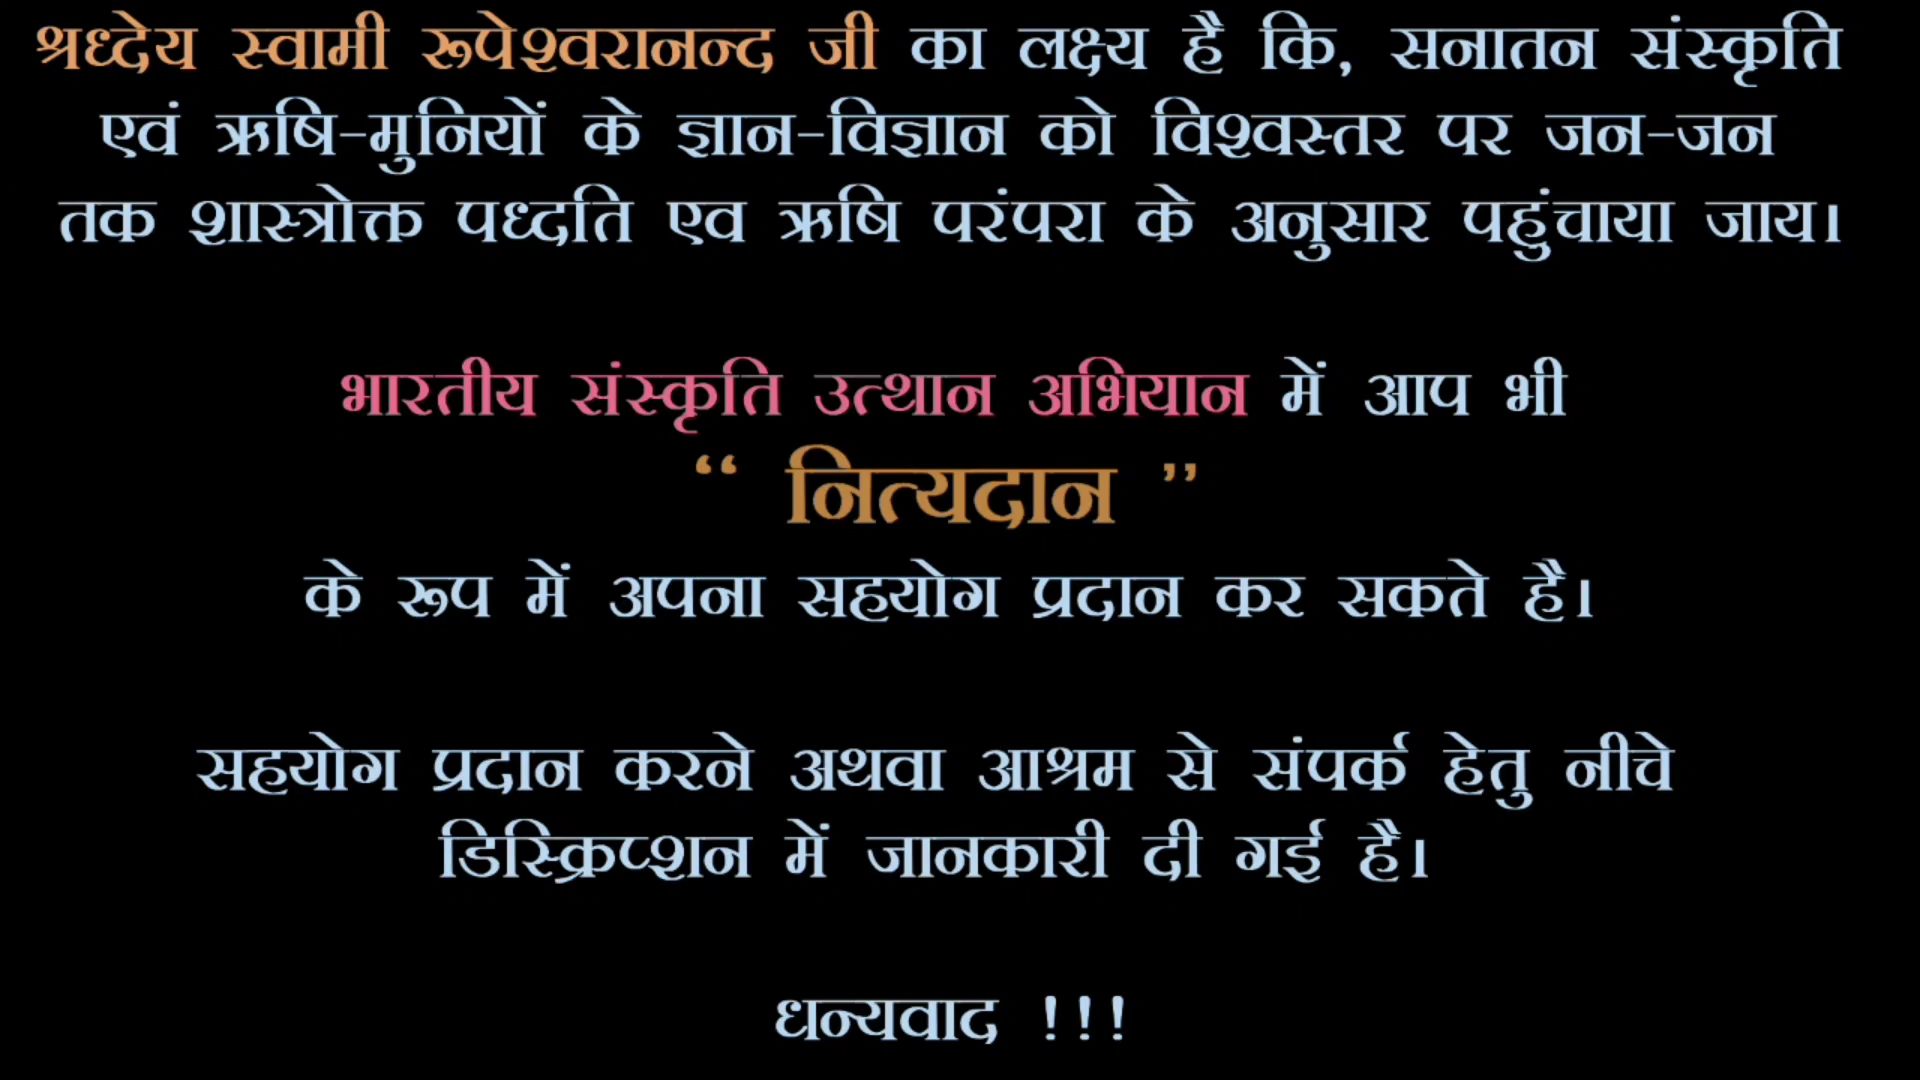 श्रध्देय स्वामी रूपेश्वरानन्द जी का लक्ष्य है कि, सनातन संस्कृति
एवं ऋषि-मुनियों के ज्ञान-विज्ञान को विश्वस्तर पर जन-जन
तक शास्त्रोक्त पध्दति एव ऋषि परंपरा के अनुसार पहुंचाया जाय।
भारतीय संस्कृति उत्थान अभियान में आप भी
“ नित्यदान ”
के रूप में अपना सहयोग प्रदान कर सकते है।
सहयोग प्रदान करने अथवा आश्रम से संपर्क हेतु नीचे
डिस्क्रिप्शन में जानकारी दी गई है।
धन्यवाद !!!